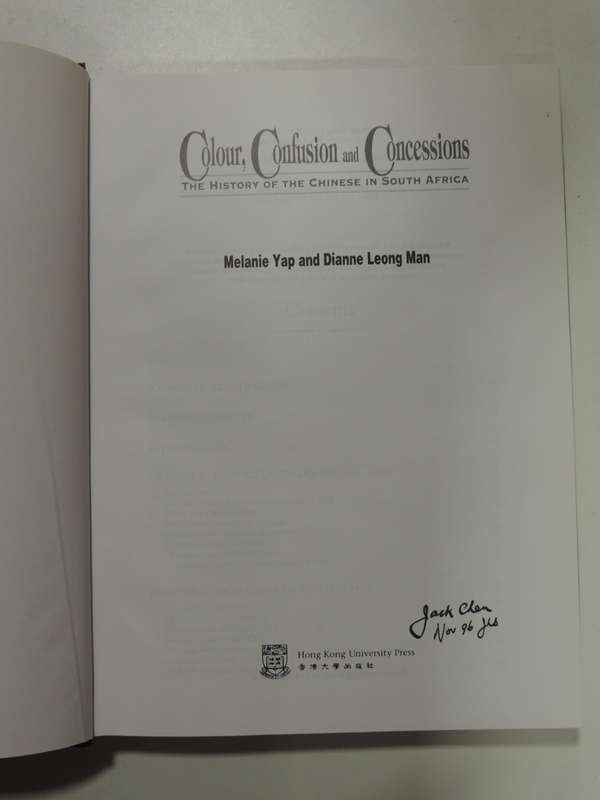 Colour, Confusion and Concessions
THE HISTORY OF THE CHINESE IN SOUTH AFRICA
Melanie Yap and Dianne Leong Man
Jack Chen
Nov 96 Jhb
Hong Kong University Press
香港大學出版社